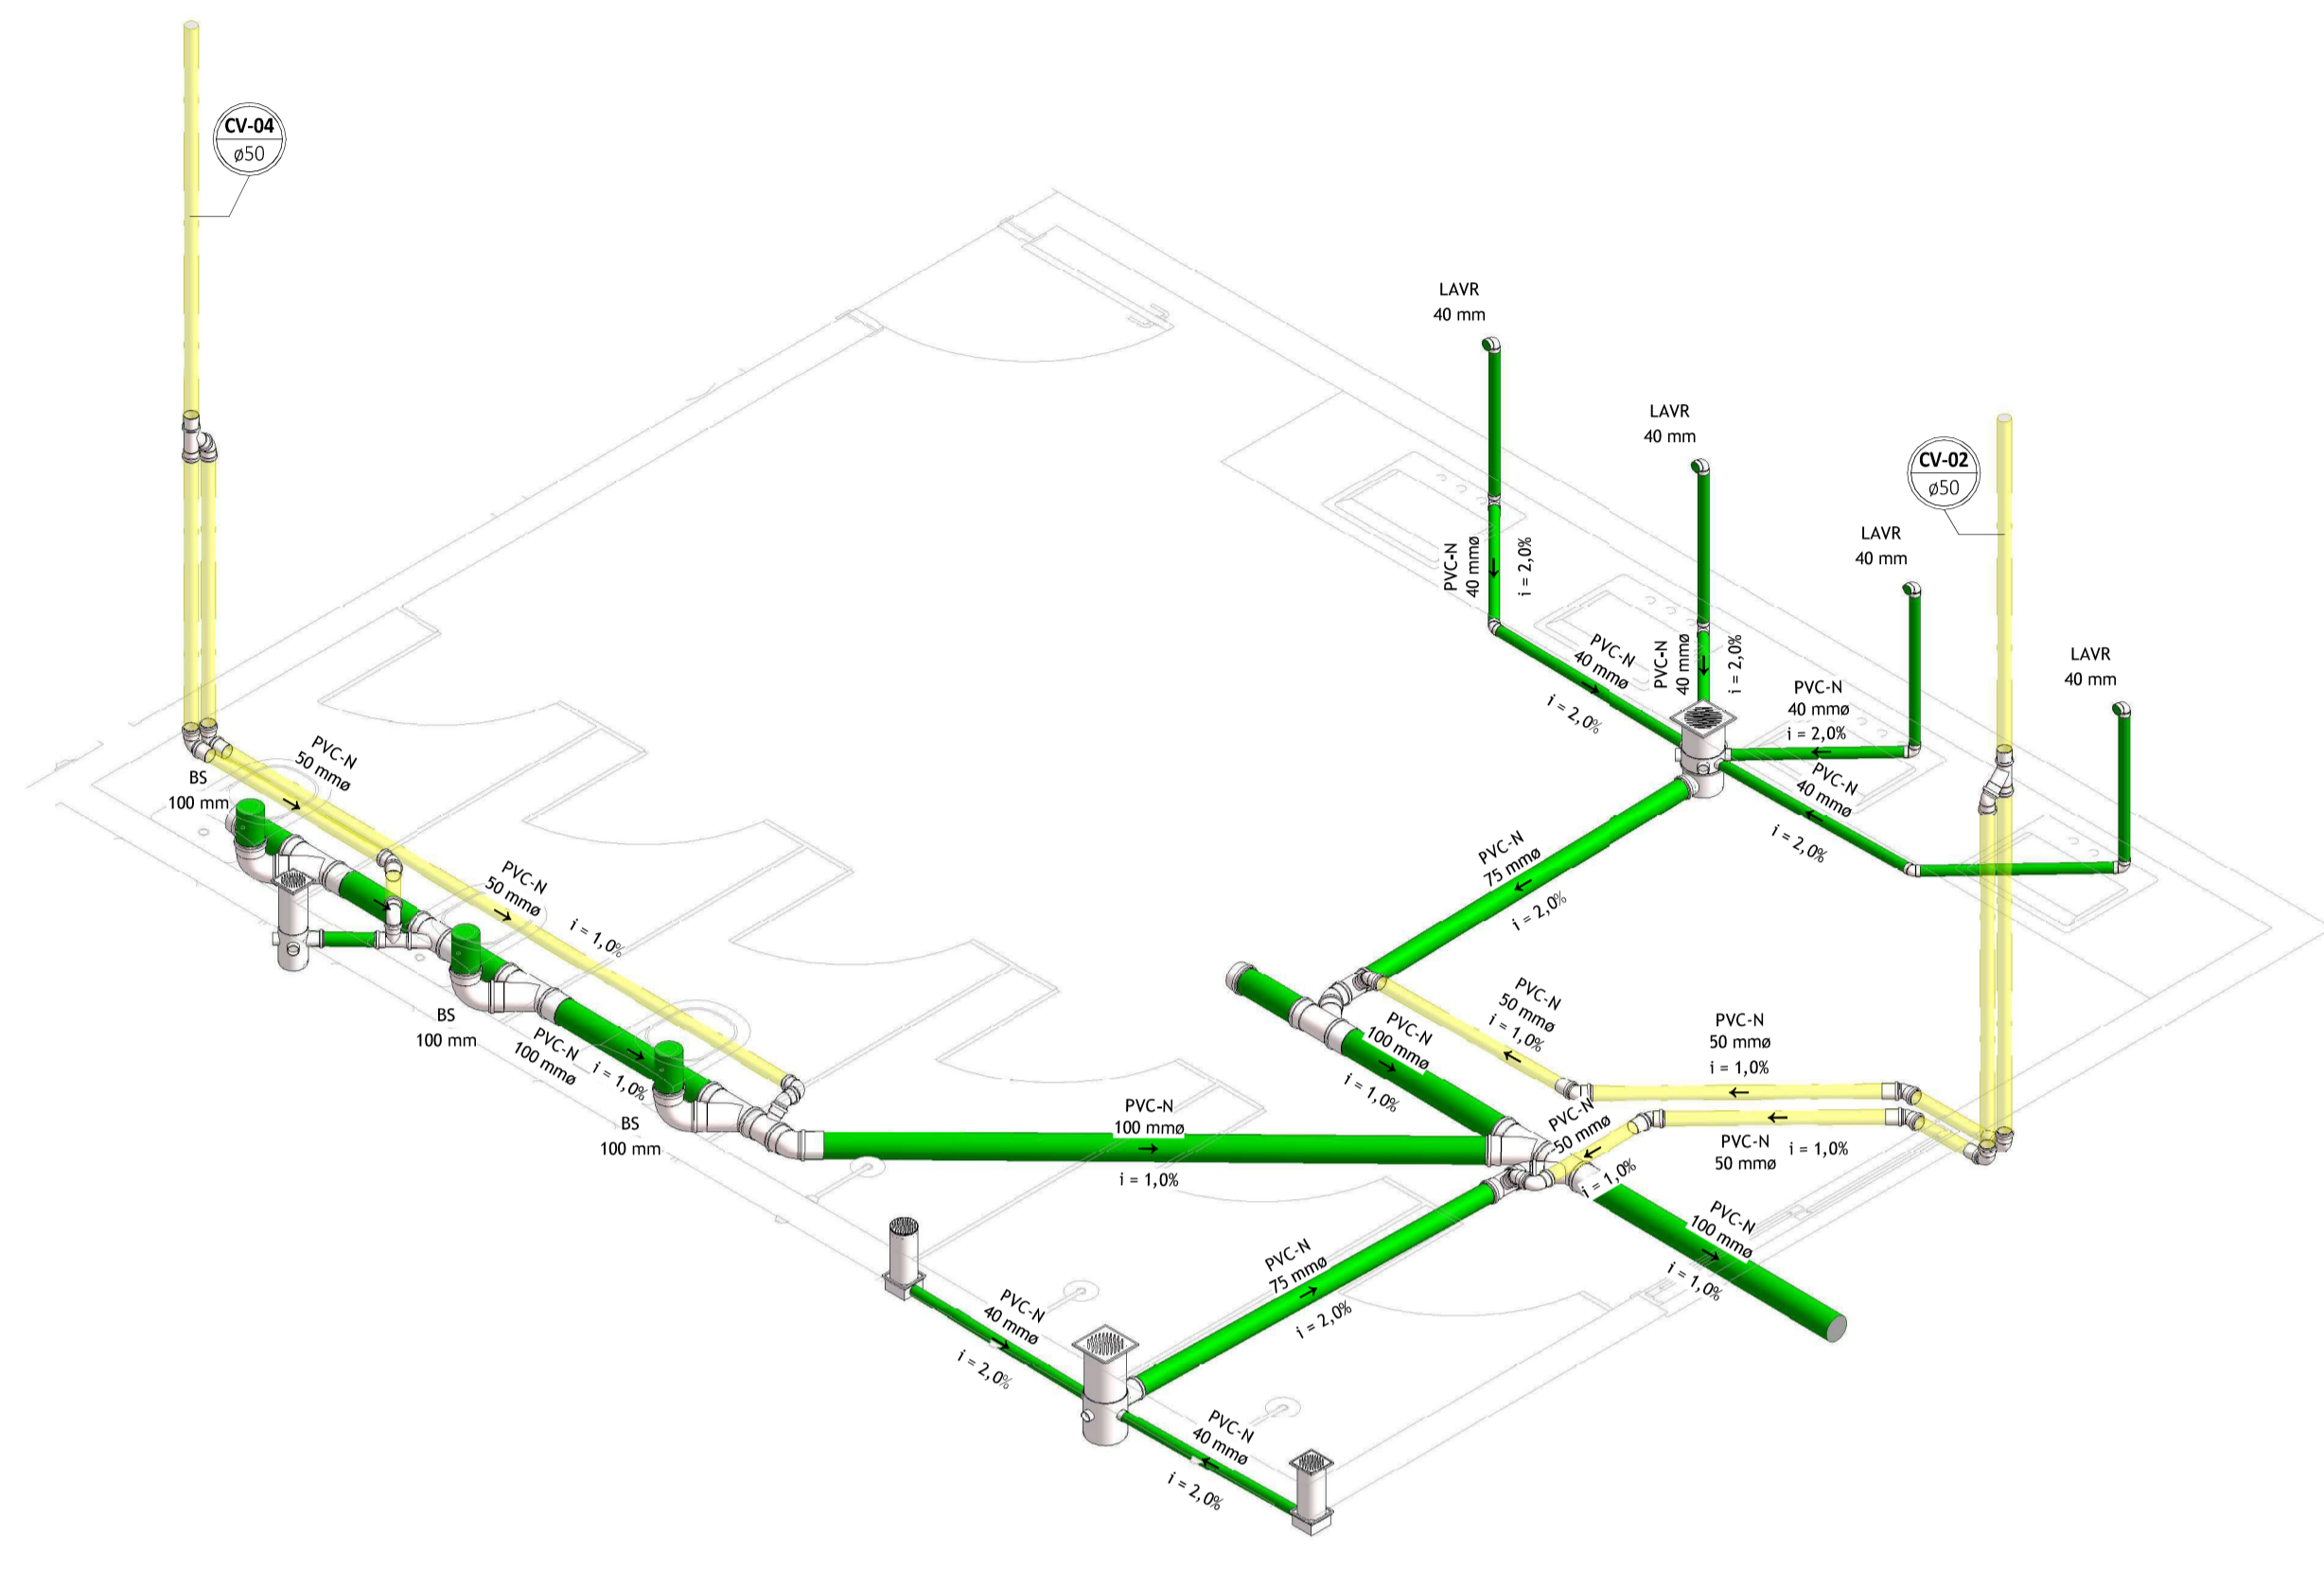 CV-04
ø50
LAVR
40 mm
LAVR
40 mm
CV-02
ø50
LAVR
40 mm
LAVR
40 mm
PVC-N
40 mmø
i = 2,0%
PVC-N
40 mmø
i = 2,0%
PVC-N
40 mmø
i = 2,0%
PVC-N
40 mmø
i = 2,0%
PVC-N
40 mmø
i = 2,0%
PVC-N
50 mmø
BS
100 mm
PVC-N
50 mmø
i = 1,0%
PVC-N
75 mmø
i = 2,0%
BS
100 mm
PVC-N
100 mmø
i = 1,0%
PVC-N
50 mmø
i = 1,0%
PVC-N
50 mmø
i = 1,0%
PVC-N
100 mmø
i = 1,0%
BS
100 mm
PVC-N
100 mmø
i = 1,0%
PVC-N
50 mmø
i = 1,0%
PVC-N
50 mmø
i = 1,0%
PVC-N
100 mmø
i = 1,0%
PVC-N
75 mmø
i = 2,0%
PVC-N
40 mmø
i = 2,0%
PVC-N
40 mmø
i = 2,0%